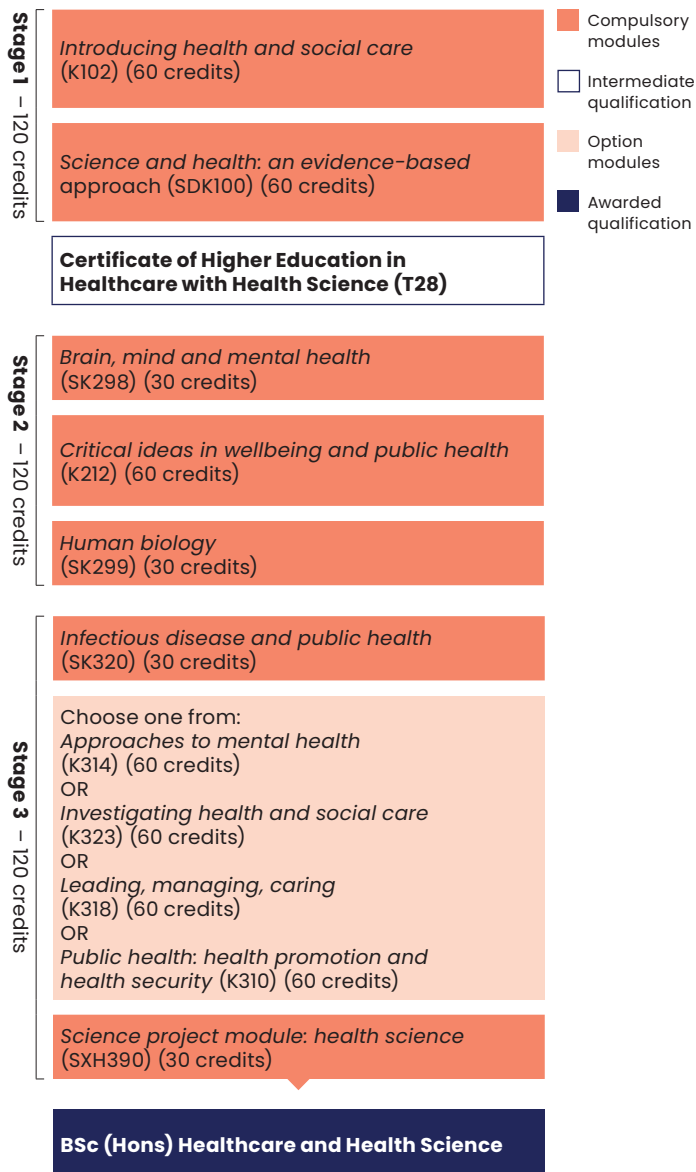 Stage 1 – 120 credits
Introducing health and social care
(K102) (60 credits)
Science and health: an evidence-based
approach (SDK100) (60 credits)
Compulsory
modules
Intermediate
qualification
Option
modules
Awarded
qualification
Certificate of Higher Education in
Healthcare with Health Science (T28)
Stage 2 – 120 credits
Brain, mind and mental health
(SK298) (30 credits)
Critical ideas in wellbeing and public health
(K212) (60 credits)
Human biology
(SK299) (30 credits)
Stage 3 – 120 credits
Infectious disease and public health
(SK320) (30 credits)
Choose one from:
Approaches to mental health
(K314) (60 credits)
OR
Investigating health and social care
(K323) (60 credits)
OR
Leading, managing, caring
(K318) (60 credits)
OR
Public health: health promotion and
health security (K310) (60 credits)
Science project module: health science
(SXH390) (30 credits)
BSc (Hons) Healthcare and Health Science